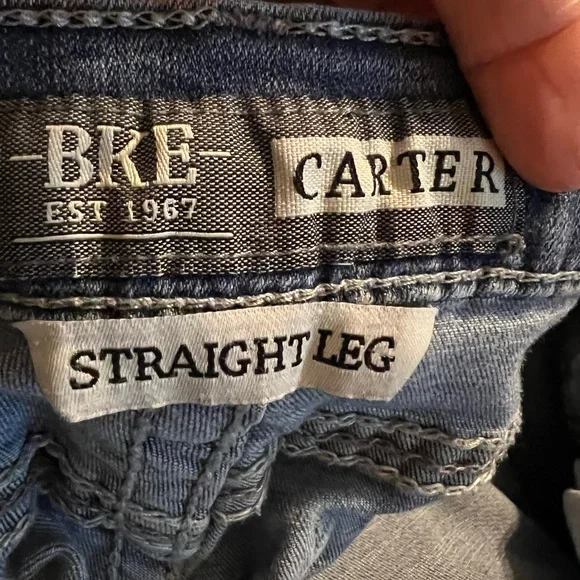 BKE
EST 1967
CARTER
STRAIGHT LEG